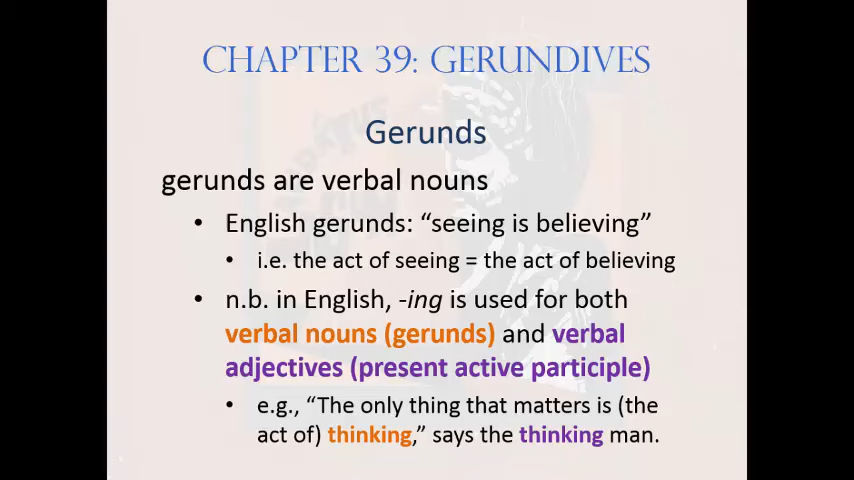 CHAPTER 39: GERUNDIVES
Gerunds
gerunds are verbal nouns
• English gerunds: “seeing is believing”
• i.e. the act of seeing = the act of believing
• n.b. in English, -ing is used for both
verbal nouns (gerunds) and verbal
adjectives (present active participle)
• e.g., “The only thing that matters is (the
act of) thinking,” says the thinking man.